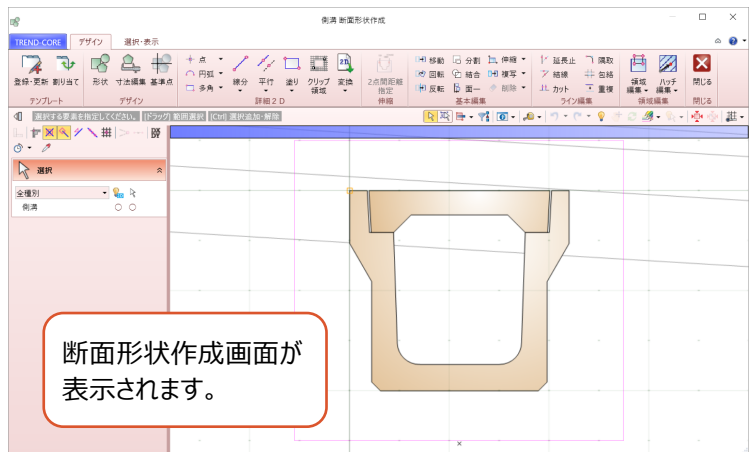 側溝 断面形状作成
TREND-CORE デザイン 選択・表示
登録・更新 割り当て 形状 寸法編集 基準点
点 円弧 多角
線分 平行 塗り クリップ領域 変換
2点間距離指定
移動 分割 伸縮
回転 結合 複写
反転 面一 削除
延長止 隅取
結線 包絡
カット 重複
領域編集 ハッチ編集 閉じる
テンプレート デザイン 詳細2D 伸縮 基本編集 ライン編集 領域編集 閉じる
選択する要素を指定してください。 [ドラッグ] 範囲選択 [Ctrl] 選択追加・解除
選択
全種別
側溝
断面形状作成画面が
表示されます。